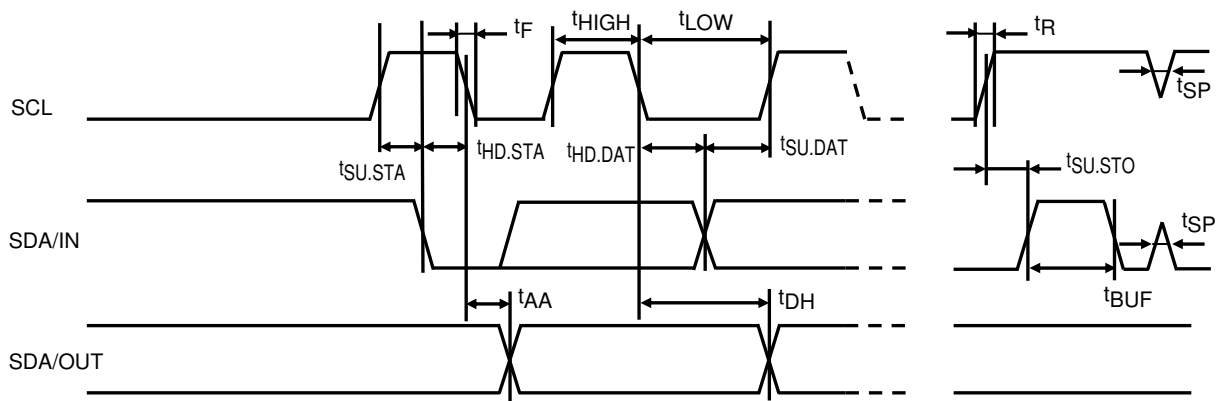 tF
tHIGH
tLOW
tR
SCL
tSP
tSU.STA
tHD.STA
tHD.DAT
tSU.DAT
tSU.STO
SDA/IN
tSP
tAA
tDH
tBUF
SDA/OUT